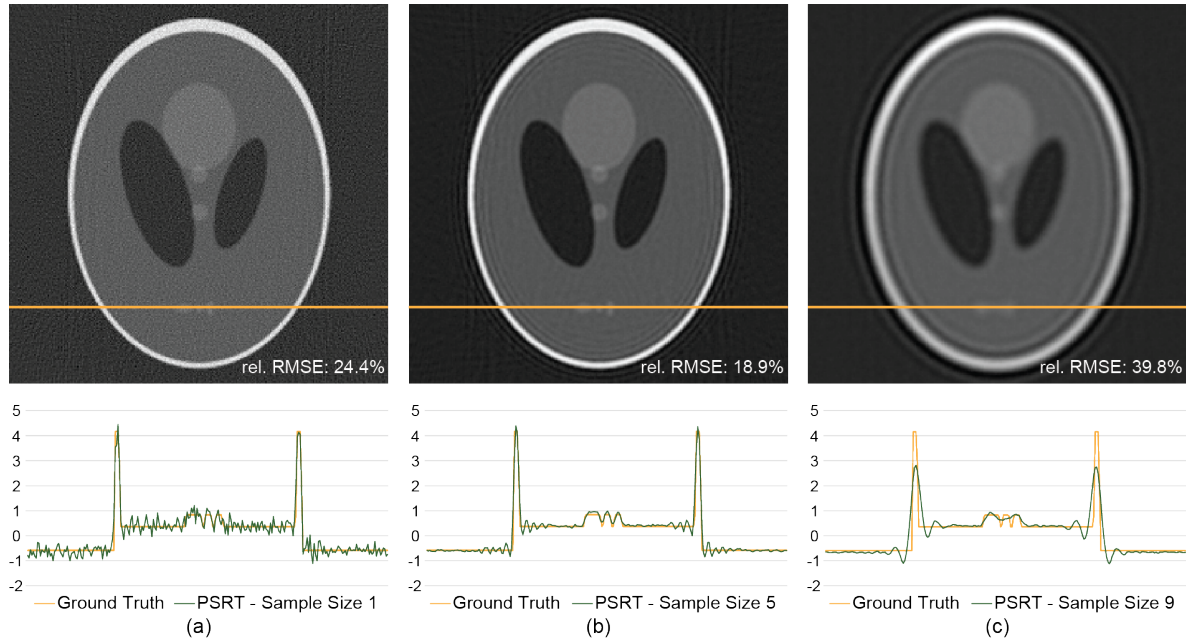 rel. RMSE: 24.4%
rel. RMSE: 18.9%
rel. RMSE: 39.8%
5
4
3
2
1
0
-1
-2
Ground Truth PSRT - Sample Size 1
(a)
5
4
3
2
1
0
-1
-2
Ground Truth PSRT - Sample Size 5
(b)
5
4
3
2
1
0
-1
-2
Ground Truth PSRT - Sample Size 9
(c)